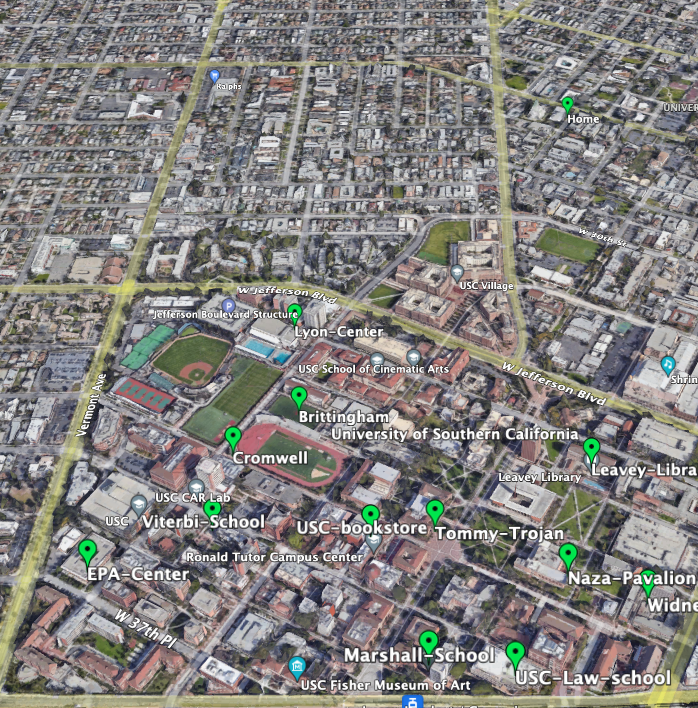 Ralphs
Home
UNIVER
W 30th St
USC Village
W Jefferson Blvd
Jefferson Boulevard Structure
Lyon-Center
USC School of Cinematic Arts
W Jefferson Blvd
Shrin
Vermont Ave
Brittingham
University of Southern California
Cromwell
Leavey-Libra
Leavey Library
USC CAR Lab
USC
Viterbi-School
USC-bookstore
Tommy-Trojan
Ronald Tutor Campus Center
EPA-Center
Naza-Pavalion
Widne
W 37th Pl
Marshall-School
USC-Law-school
USC Fisher Museum of Art